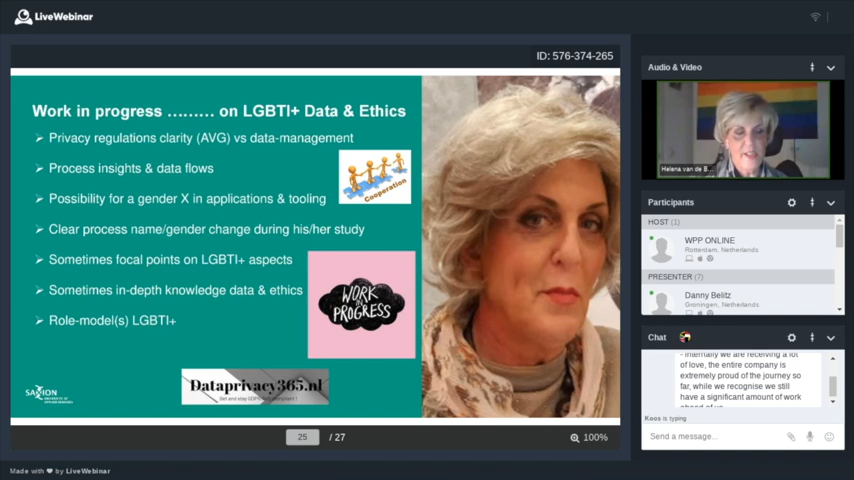 LiveWebinar
ID: 576-374-265
Work in progress ……… on LGBTI+ Data & Ethics
Privacy regulations clarity (AVG) vs data-management
Process insights & data flows
Possibility for a gender X in applications & tooling
Clear process name/gender change during his/her study
Sometimes focal points on LGBTI+ aspects
Sometimes in-depth knowledge data & ethics
Role-model(s) LGBTI+
Cooperation
WORK
IN
PROGRESS
Dataprivacy365.nl
SAXION
25 / 27
100%
Audio & Video
Helena van de B...
Participants
HOST (1)
WPP ONLINE
Rotterdam, Netherlands
PRESENTER (7)
Danny Belitz
Groningen, Netherlands
Chat
- Internally we are receiving a lot
of love, the entire company is
extremely proud of the journey so
far, while we recognise we still
have a significant amount of work
Koos is typing
Send a message...
Made with ❤ by LiveWebinar